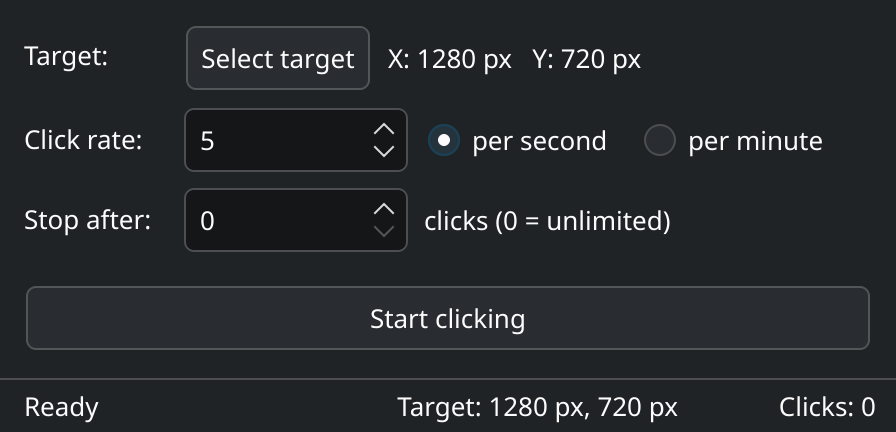 Target: Select target X: 1280 px Y: 720 px
Click rate: 5 per second per minute
Stop after: 0 clicks (0 = unlimited)
Start clicking
Ready Target: 1280 px, 720 px Clicks: 0